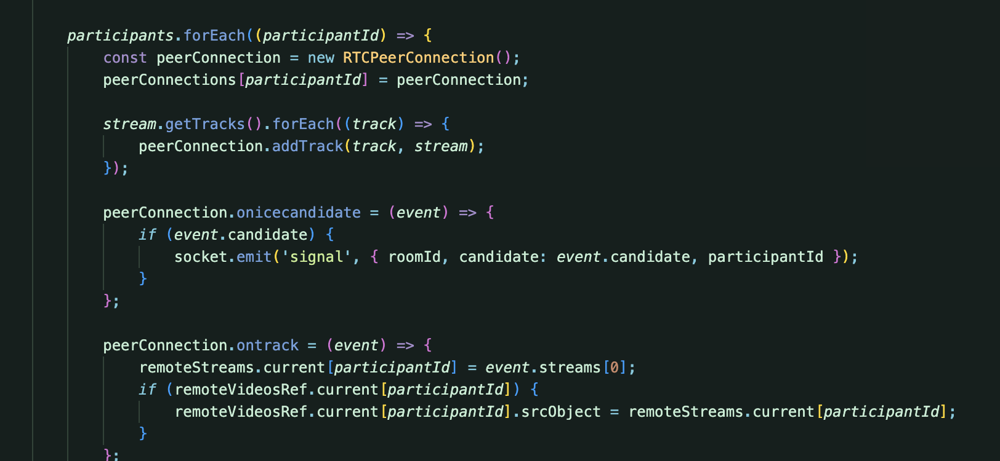 participants.forEach((participantId) => {
const peerConnection = new RTCPeerConnection();
peerConnections[participantId] = peerConnection;
stream.getTracks().forEach((track) => {
peerConnection.addTrack(track, stream);
});
peerConnection.onicecandidate = (event) => {
if (event.candidate) {
socket.emit('signal', { roomId, candidate: event.candidate, participantId });
}
};
peerConnection.ontrack = (event) => {
remoteStreams.current[participantId] = event.streams[0];
if (remoteVideosRef.current[participantId]) {
remoteVideosRef.current[participantId].srcObject = remoteStreams.current[participantId];
}
};